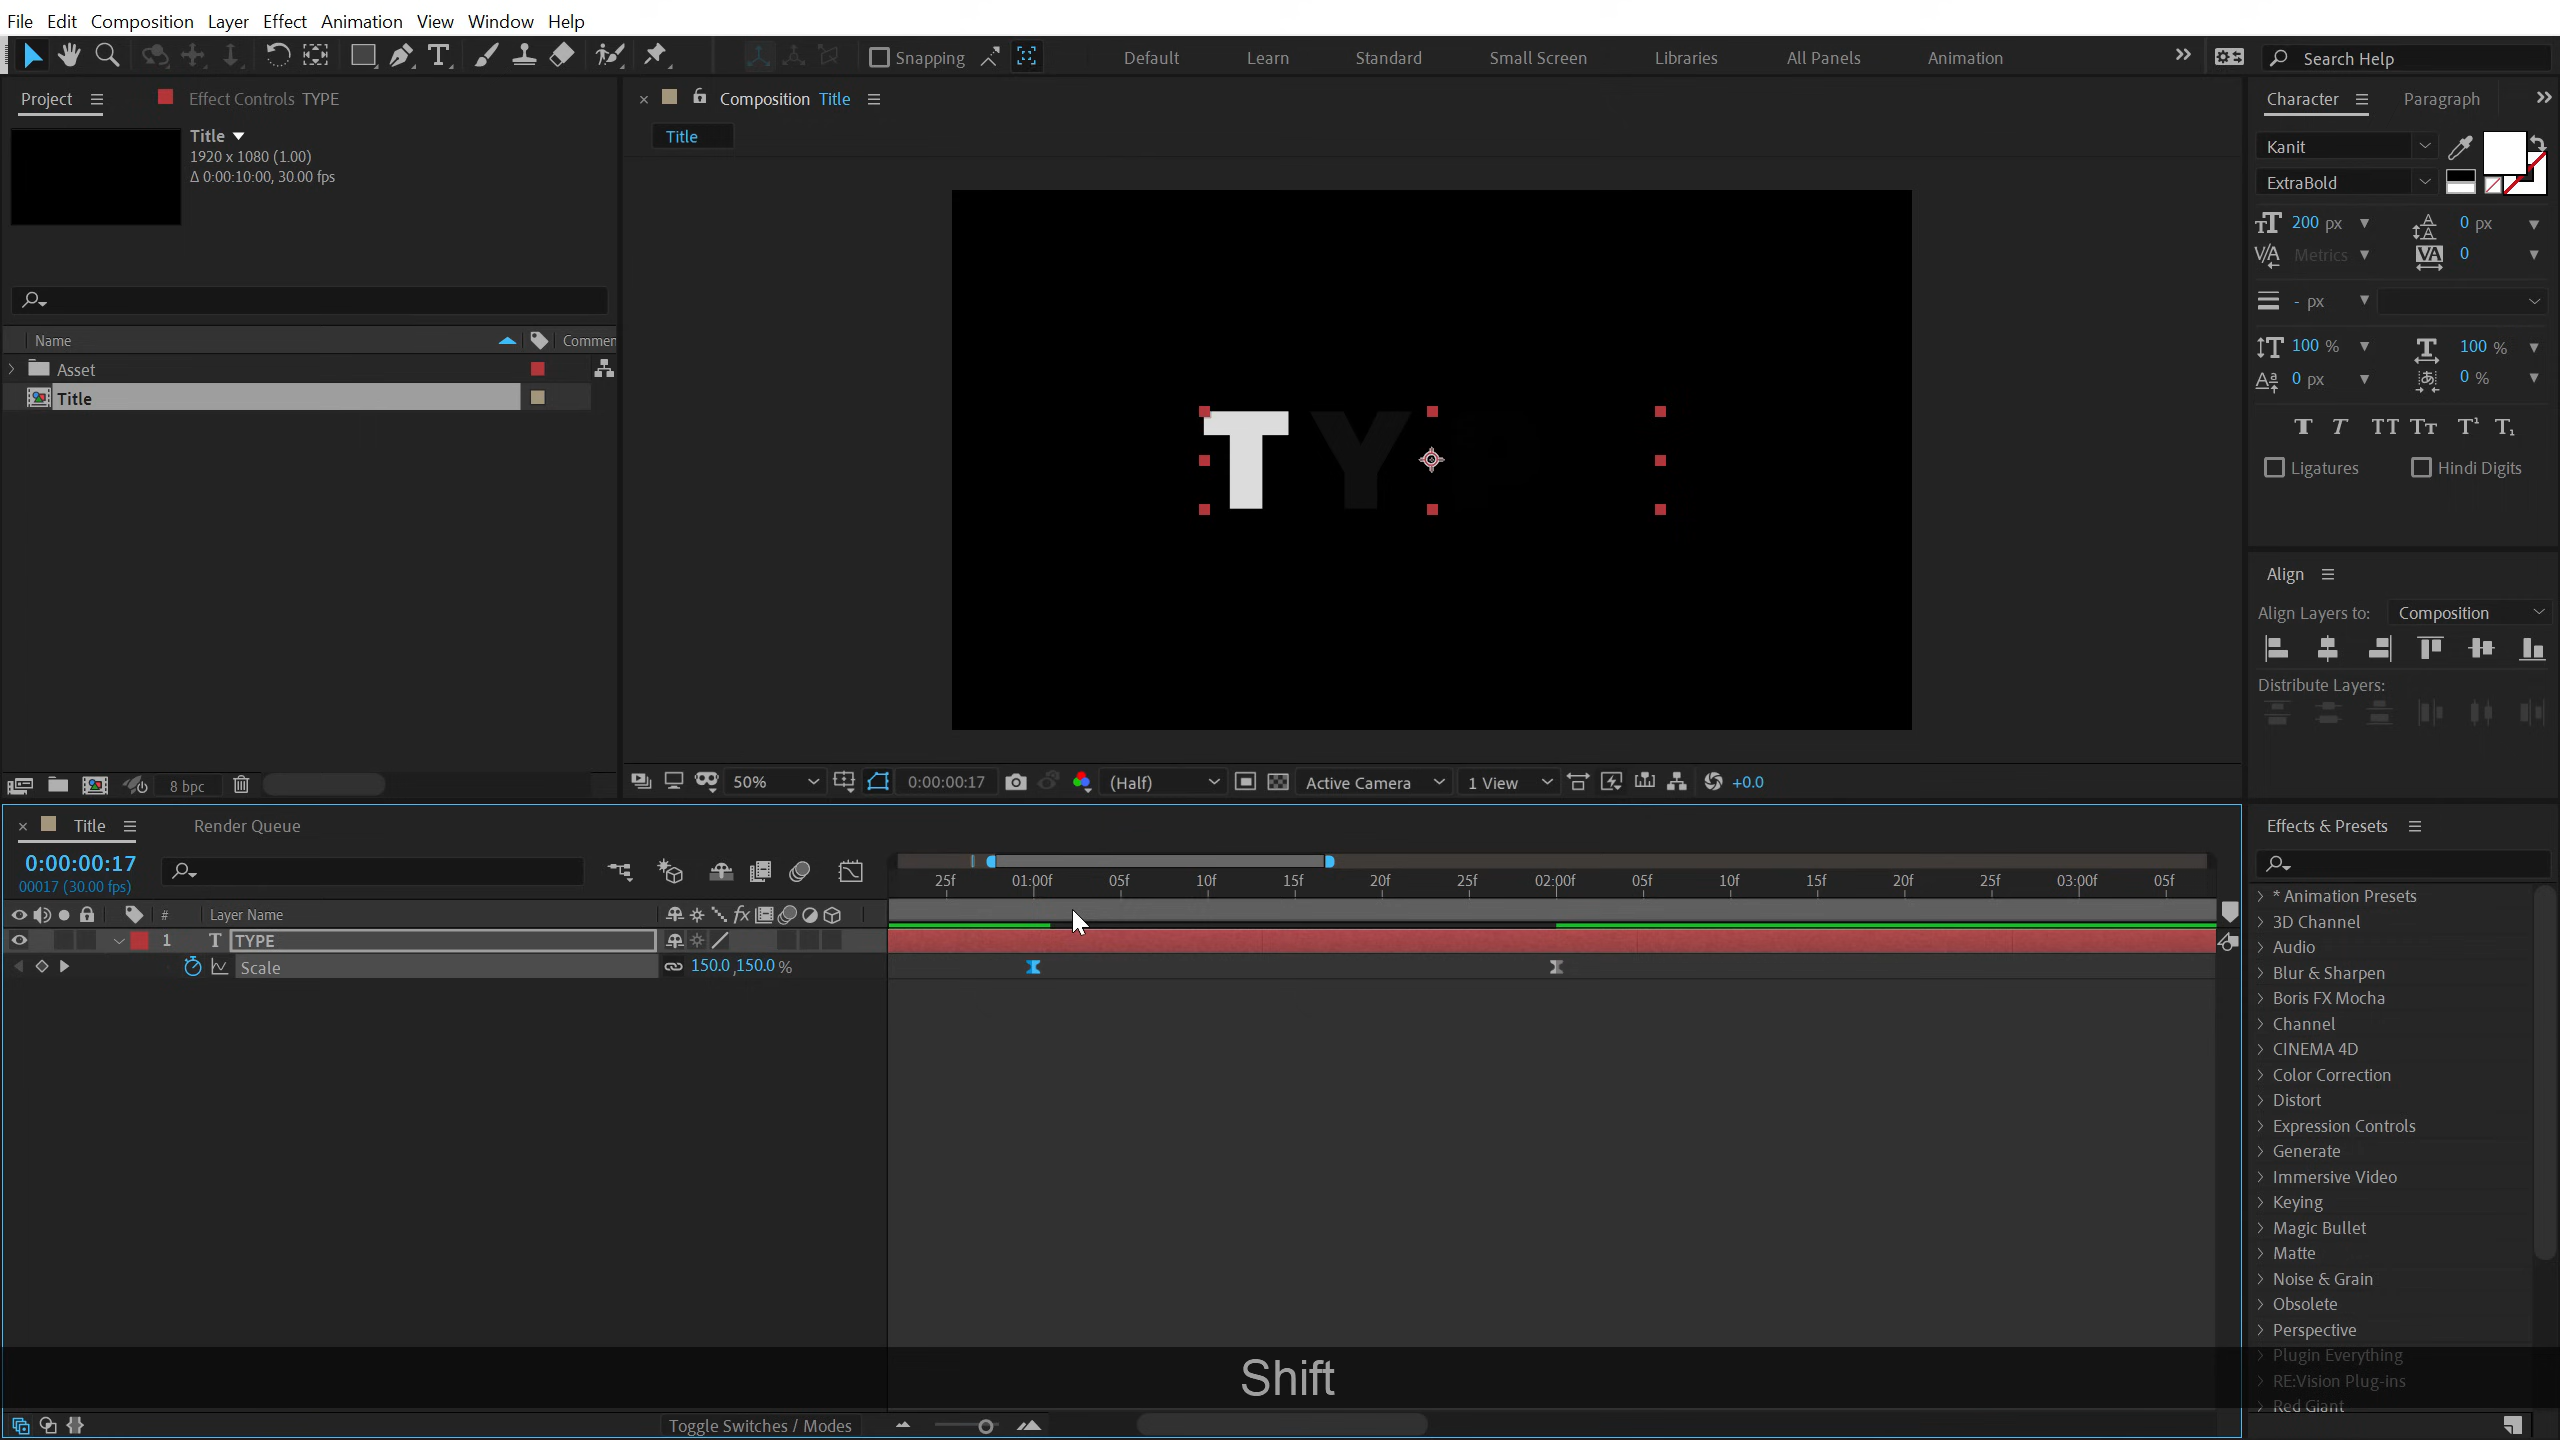 File Edit Composition Layer Effect Animation View Window Help
Snapping Default Learn Standard Small Screen Libraries All Panels Animation Search Help
Project Effect Controls TYPE Composition Title Character Paragraph
Title
1920 x 1080 (1.00)
Δ 0:00:10:00, 30.00 fps
Title
Kanit
ExtraBold
200 px 0 px
Metrics 0
- px
100 % 100 %
0 px 0 %
Name Commen
Asset
Title
TYP
Ligatures Hindi Digits
Align
Align Layers to: Composition
Distribute Layers:
8 bpc 50% 0:00:00:17 (Half) Active Camera 1 View +0.0
Title Render Queue Effects & Presets
0:00:00:17
00017 (30.00 fps)
25f 01:00f 05f 10f 15f 20f 25f 02:00f 05f 10f 15f 20f 25f 03:00f 05f
# Layer Name
1 T TYPE
Scale 150.0,150.0 %
* Animation Presets
3D Channel
Audio
Blur & Sharpen
Boris FX Mocha
Channel
CINEMA 4D
Color Correction
Distort
Expression Controls
Generate
Immersive Video
Keying
Magic Bullet
Matte
Noise & Grain
Obsolete
Perspective
Plugin Everything
RE:Vision Plug-ins
Red Giant
Shift
Toggle Switches / Modes